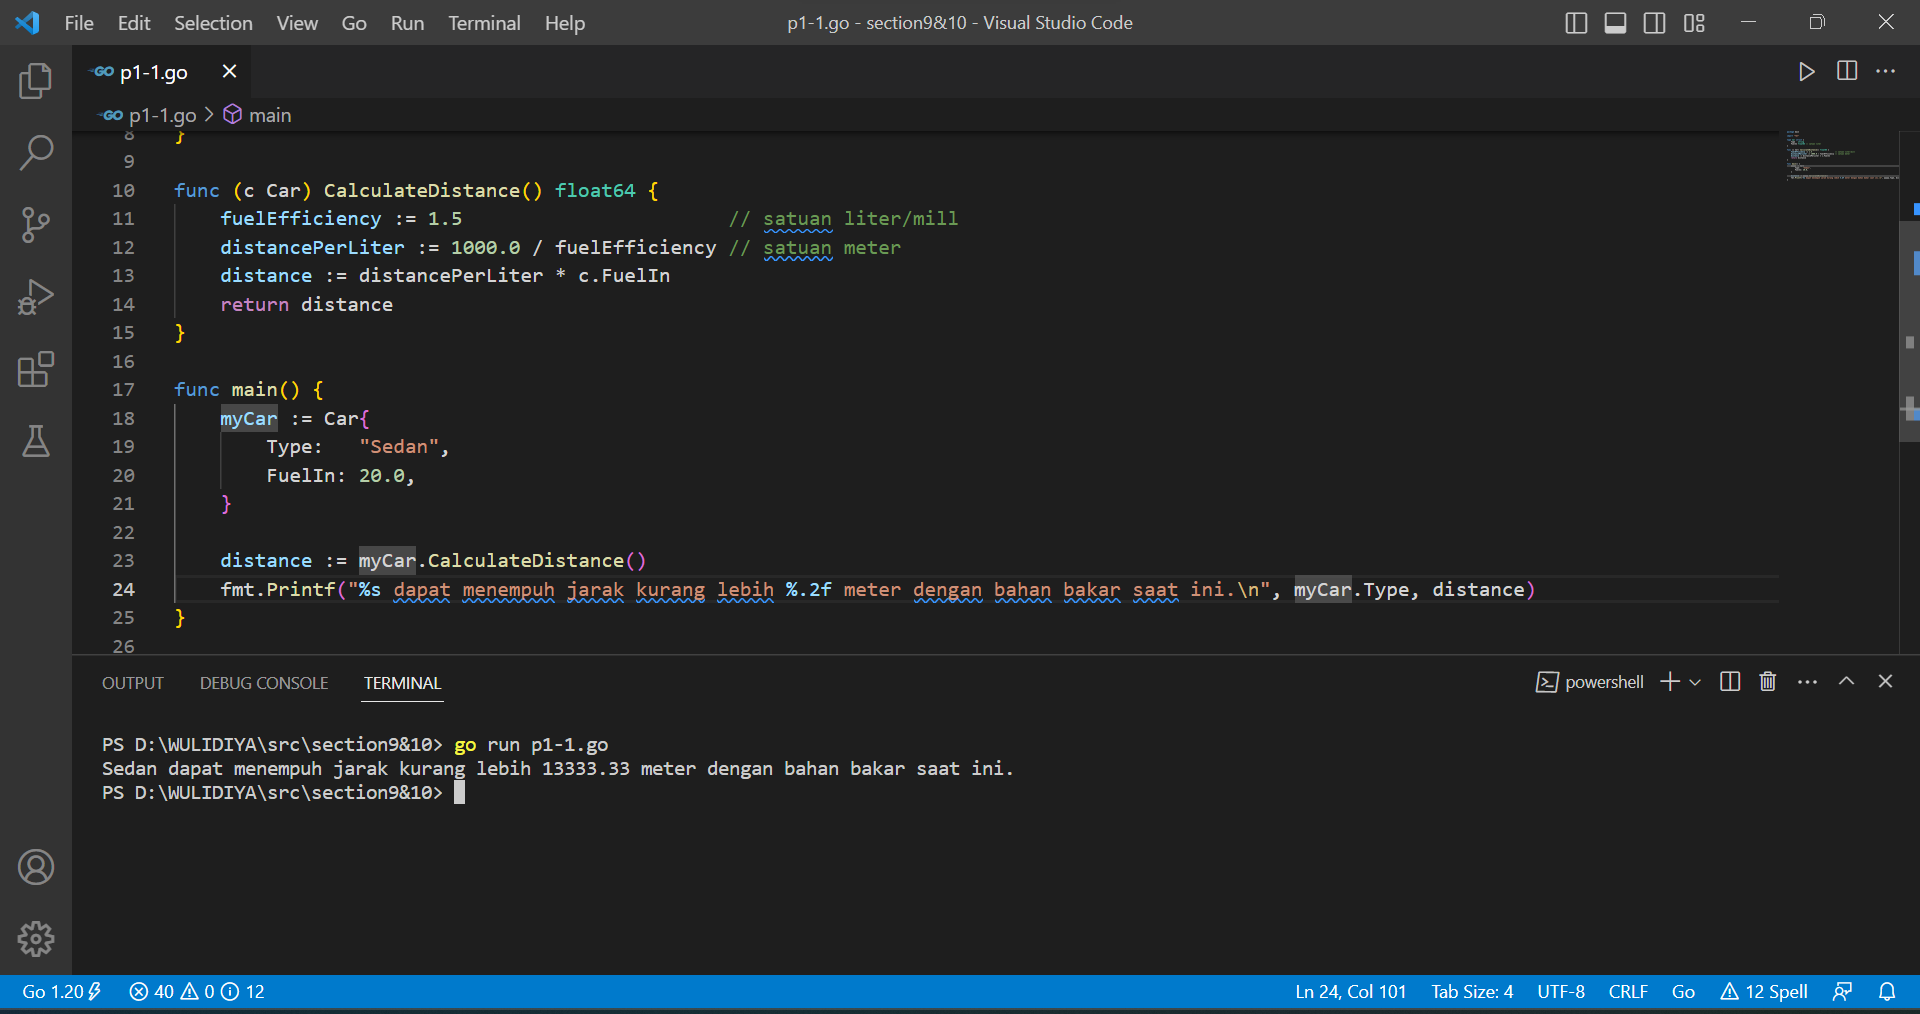 File Edit Selection View Go Run Terminal Help p1-1.go - section9&10 - Visual Studio Code
GO p1-1.go
GO p1-1.go > main
8 }
9
10 func (c Car) CalculateDistance() float64 {
11 fuelEfficiency := 1.5 // satuan liter/mill
12 distancePerLiter := 1000.0 / fuelEfficiency // satuan meter
13 distance := distancePerLiter * c.FuelIn
14 return distance
15 }
16
17 func main() {
18 myCar := Car{
19 Type: "Sedan",
20 FuelIn: 20.0,
21 }
22
23 distance := myCar.CalculateDistance()
24 fmt.Printf("%s dapat menempuh jarak kurang lebih %.2f meter dengan bahan bakar saat ini.\n", myCar.Type, distance)
25 }
26
OUTPUT DEBUG CONSOLE TERMINAL powershell
PS D:\WULIDIYA\src\section9&10> go run p1-1.go
Sedan dapat menempuh jarak kurang lebih 13333.33 meter dengan bahan bakar saat ini.
PS D:\WULIDIYA\src\section9&10>
Go 1.20 40 0 12 Ln 24, Col 101 Tab Size: 4 UTF-8 CRLF Go 12 Spell